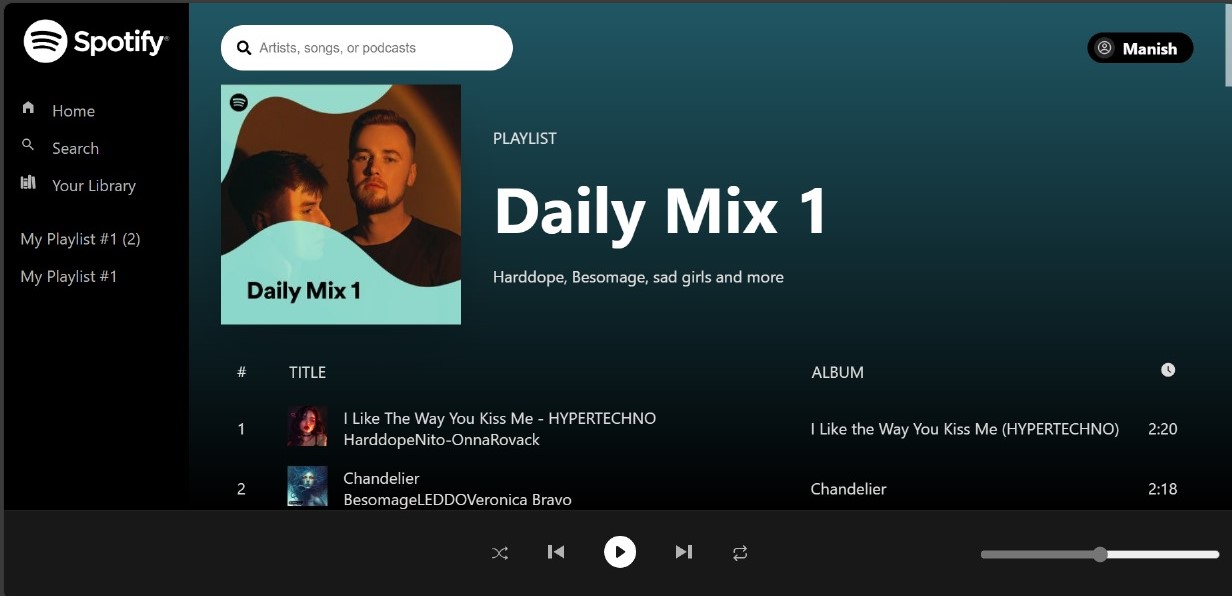 Spotify®
Home
Search
Your Library
My Playlist #1 (2)
My Playlist #1
Artists, songs, or podcasts
Manish
Daily Mix 1
PLAYLIST
Daily Mix 1
Harddope, Besomage, sad girls and more
# TITLE ALBUM
1 I Like The Way You Kiss Me - HYPERTECHNO I Like the Way You Kiss Me (HYPERTECHNO) 2:20
HarddopeNito-OnnaRovack
2 Chandelier Chandelier 2:18
BesomageLEDDOVeronica Bravo